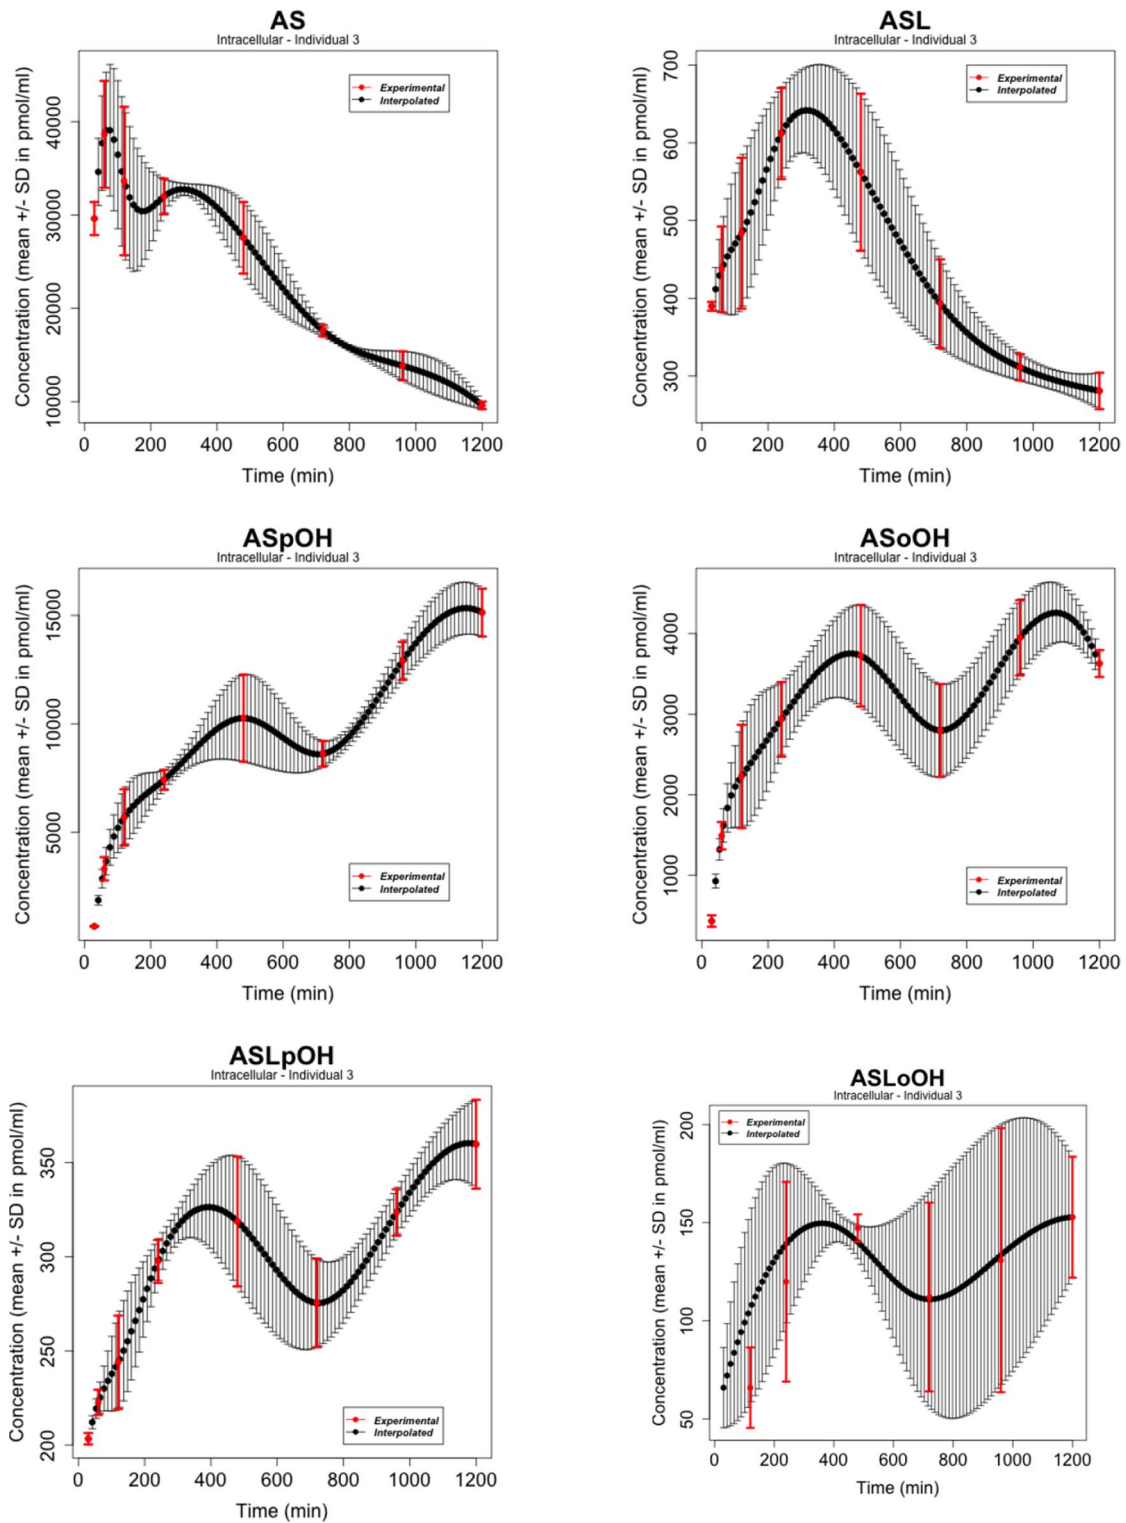 AS
Intracellular - Individual 3
Concentration (mean +/- SD in pmol/ml)
40000
30000
20000
10000
Experimental
Interpolated
0 200 400 600 800 1000 1200
Time (min)
ASL
Intracellular - Individual 3
Concentration (mean +/- SD in pmol/ml)
700
600
500
400
300
Experimental
Interpolated
0 200 400 600 800 1000 1200
Time (min)
ASpOH
Intracellular - Individual 3
Concentration (mean +/- SD in pmol/ml)
15000
10000
5000
Experimental
Interpolated
0 200 400 600 800 1000 1200
Time (min)
ASoOH
Intracellular - Individual 3
Concentration (mean +/- SD in pmol/ml)
4000
3000
2000
1000
Experimental
Interpolated
0 200 400 600 800 1000 1200
Time (min)
ASLpOH
Intracellular - Individual 3
Concentration (mean +/- SD in pmol/ml)
350
300
250
200
Experimental
Interpolated
0 200 400 600 800 1000 1200
Time (min)
ASLoOH
Intracellular - Individual 3
Concentration (mean +/- SD in pmol/ml)
200
150
100
50
Experimental
Interpolated
0 200 400 600 800 1000 1200
Time (min)